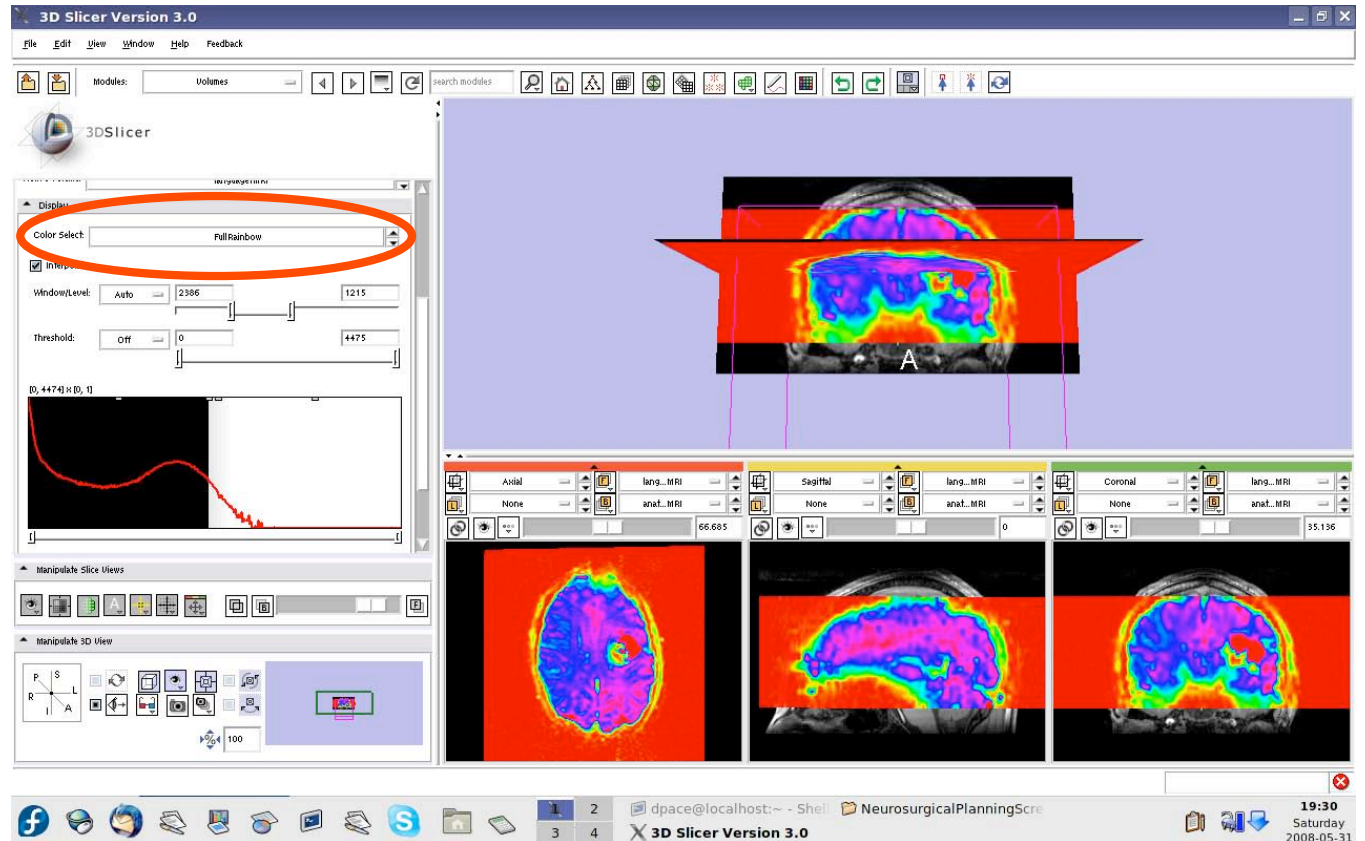 3D Slicer Version 3.0
File Edit View Window Help Feedback
Modules: Volumes search modules
3DSlicer
Display
Color Select: FullRainbow
Window/Level: Auto 2386 1215
Threshold: Off 0 4475
[0, 4474] x [0, 1]
A
Axial lang...MRI
None anat...MRI
66.685
Sagittal lang...MRI
None anat...MRI
0
Coronal lang...MRI
None anat...MRI
35.136
Manipulate Slice Views
Manipulate 3D View
P S
R L
I A
100
1 2 dpace@localhost:~ - Shell NeurosurgicalPlanningScre
3 4 3D Slicer Version 3.0
19:30
Saturday
2008-05-31